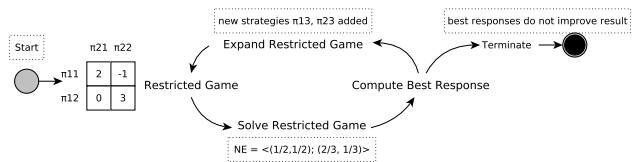 new strategies π13, π23 added
best responses do not improve result
Start
π21 π22
Expand Restricted Game
Terminate
π11 2 -1
Restricted Game
Compute Best Response
π12 0 3
Solve Restricted Game
NE = <(1/2,1/2); (2/3, 1/3)>